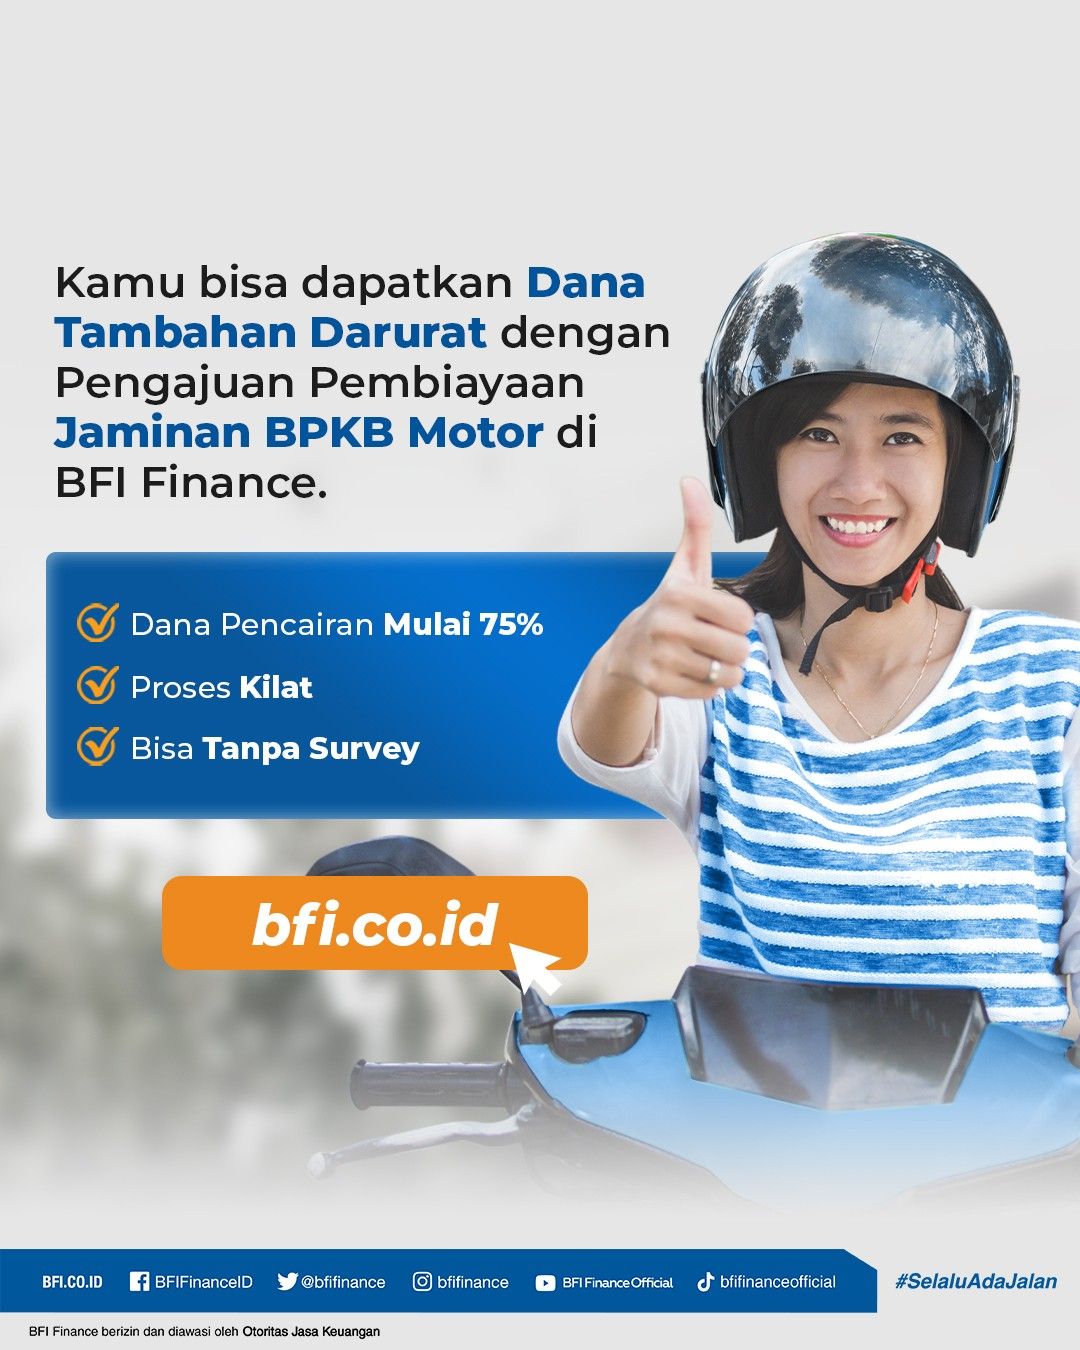 Kamu bisa dapatkan Dana
Tambahan Darurat dengan
Pengajuan Pembiayaan
Jaminan BPKB Motor di
BFI Finance.
Dana Pencairan Mulai 75%
Proses Kilat
Bisa Tanpa Survey
bfi.co.id
BFI.CO.ID BFIFinanceID @bfifinance bfifinance BFI Finance Official bfifinanceofficial #SelaluAdaJalan
BFI Finance berizin dan diawasi oleh Otoritas Jasa Keuangan